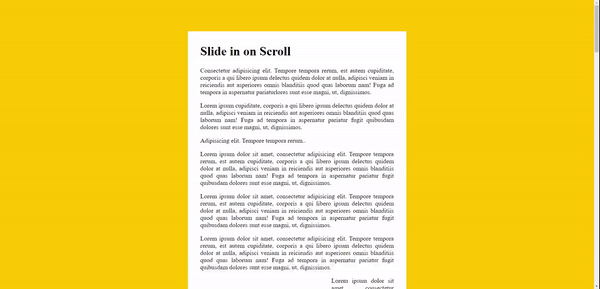 Slide in on Scroll
Consectetur adipisicing elit. Tempore tempora rerum, est autem cupiditate,
corporis a qui libero ipsum delectus quidem dolor at nulla, adipisci veniam in
reiciendis aut asperiores omnis blanditiis quod quas laborum nam! Fuga ad
tempora in aspernatur pariaturlores sunt esse magni, ut, dignissimos.
Lorem ipsum cupiditate, corporis a qui libero ipsum delectus quidem dolor at
nulla, adipisci veniam in reiciendis aut asperiores omnis blanditiis quod quas
laborum nam! Fuga ad tempora in aspernatur pariatur fugit quibusdam
dolores sunt esse magni, ut, dignissimos.
Adipisicing elit. Tempore tempora rerum..
Lorem ipsum dolor sit amet, consectetur adipisicing elit. Tempore tempora
rerum, est autem cupiditate, corporis a qui libero ipsum delectus quidem
dolor at nulla, adipisci veniam in reiciendis aut asperiores omnis blanditiis
quod quas laborum nam! Fuga ad tempora in aspernatur pariatur fugit
quibusdam dolores sunt esse magni, ut, dignissimos.
Lorem ipsum dolor sit amet, consectetur adipisicing elit. Tempore tempora
rerum, est autem cupiditate, corporis a qui libero ipsum delectus quidem
dolor at nulla, adipisci veniam in reiciendis aut asperiores omnis blanditiis
quod quas laborum nam! Fuga ad tempora in aspernatur pariatur fugit
quibusdam dolores sunt esse magni, ut, dignissimos.
Lorem ipsum dolor sit amet, consectetur adipisicing elit. Tempore tempora
rerum, est autem cupiditate, corporis a qui libero ipsum delectus quidem
dolor at nulla, adipisci veniam in reiciendis aut asperiores omnis blanditiis
quod quas laborum nam! Fuga ad tempora in aspernatur pariatur fugit
quibusdam dolores sunt esse magni, ut, dignissimos.
Lorem ipsum dolor sit
amet, consectetur